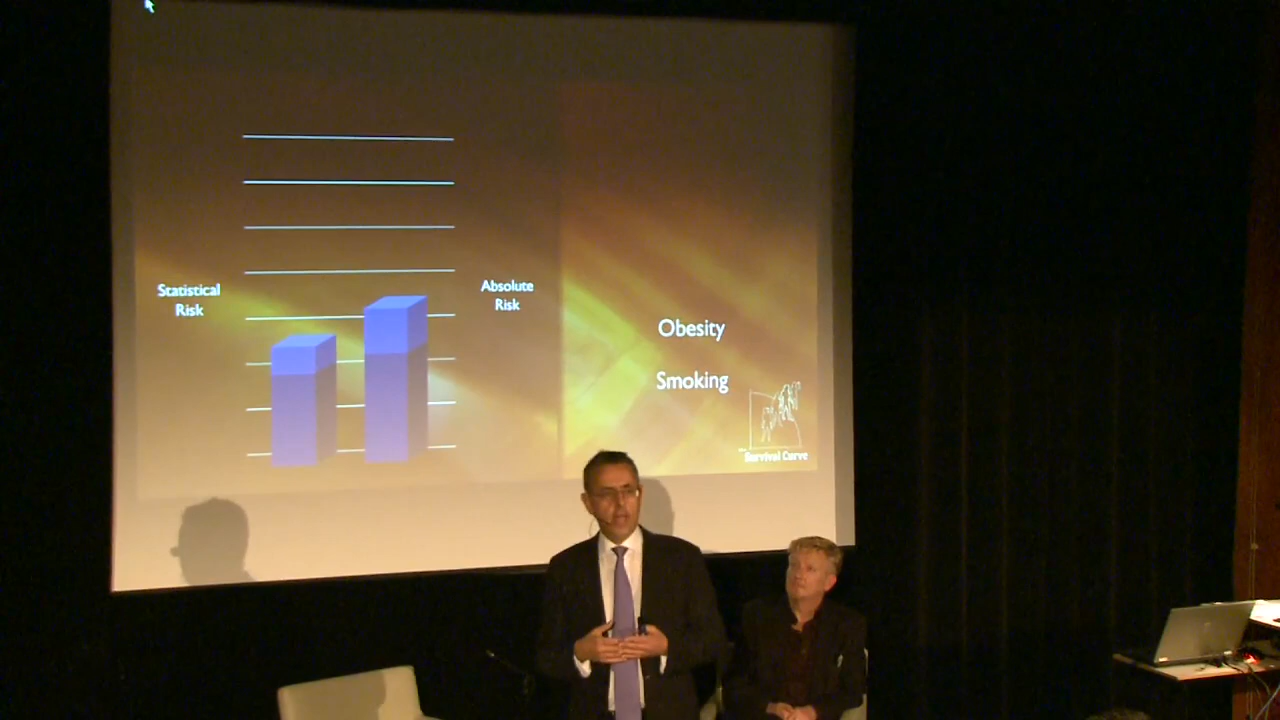 Statistical
Risk
Absolute
Risk
Obesity
Smoking
Survival Curve